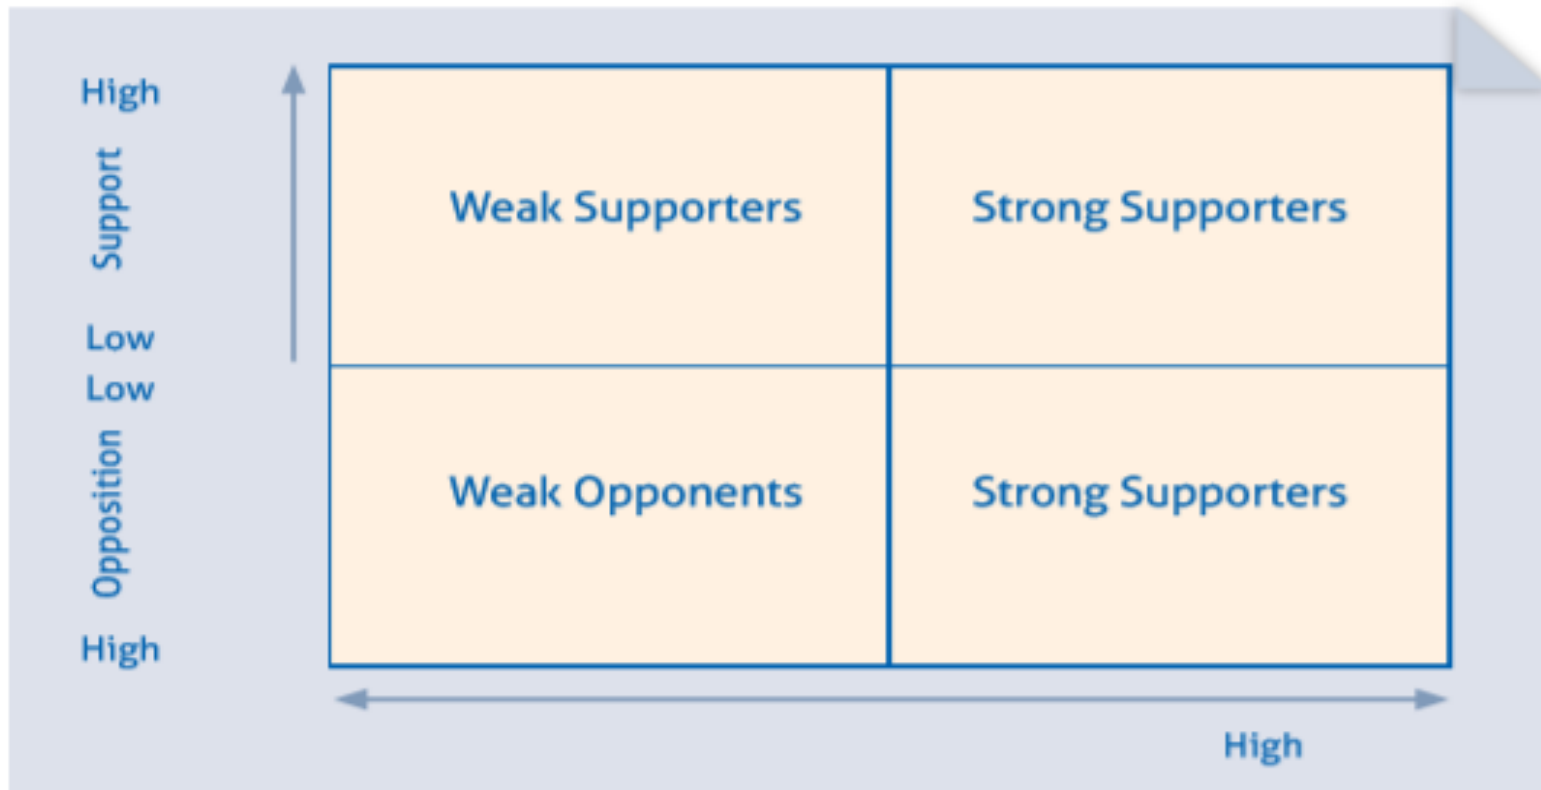 High
Support
Weak Supporters
Strong Supporters
Low
Low
Opposition
Weak Opponents
Strong Supporters
High
High